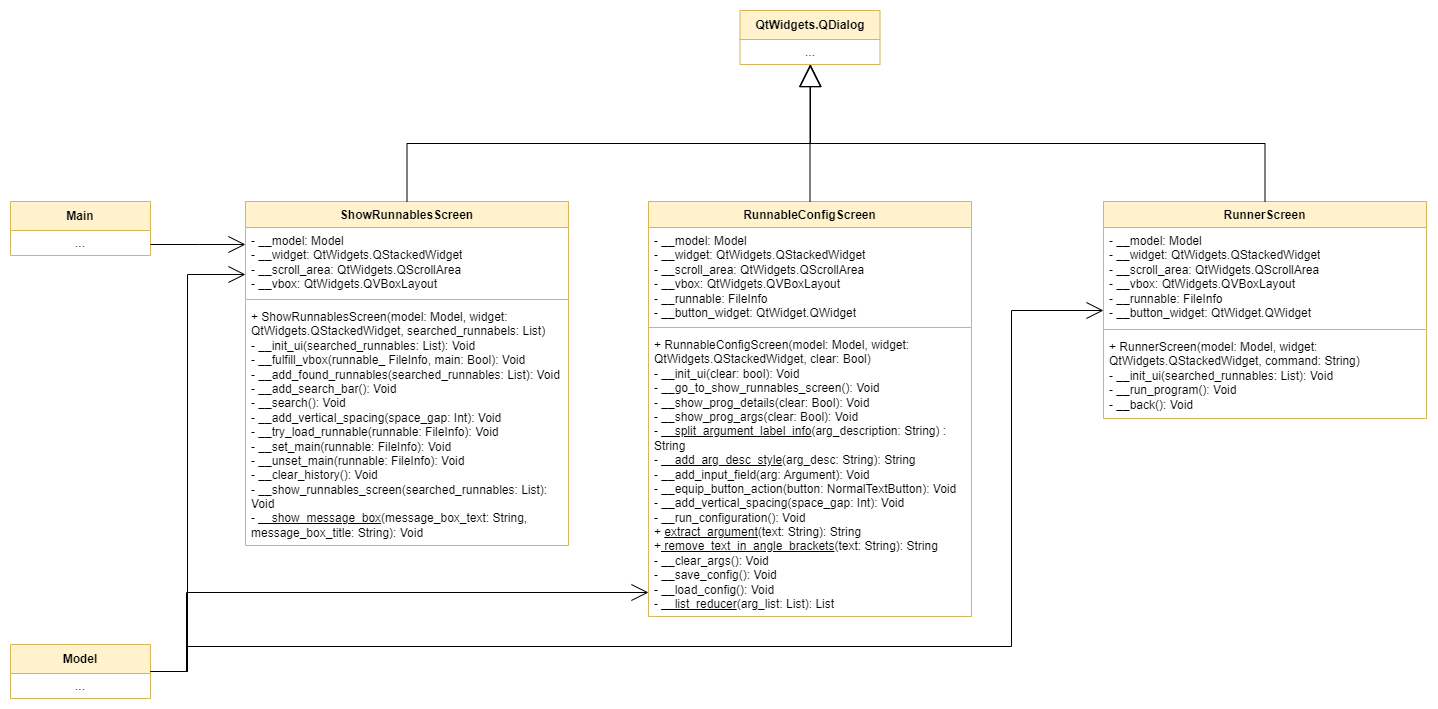 QtWidgets.QDialog
...
Main
...
ShowRunnablesScreen
- __model: Model
- __widget: QtWidgets.QStackedWidget
- __scroll_area: QtWidgets.QScrollArea
- __vbox: QtWidgets.QVBoxLayout
+ ShowRunnablesScreen(model: Model, widget:
QtWidgets.QStackedWidget, searched_runnabels: List)
- __init_ui(searched_runnables: List): Void
- __fulfill_vbox(runnable_ FileInfo, main: Bool): Void
- __add_found_runnables(searched_runnables: List): Void
- __add_search_bar(): Void
- __search(): Void
- __add_vertical_spacing(space_gap: Int): Void
- __try_load_runnable(runnable: FileInfo): Void
- __set_main(runnable: FileInfo): Void
- __unset_main(runnable: FileInfo): Void
- __clear_history(): Void
- __show_runnables_screen(searched_runnables: List):
Void
- __show_message_box(message_box_text: String,
message_box_title: String): Void
RunnableConfigScreen
- __model: Model
- __widget: QtWidgets.QStackedWidget
- __scroll_area: QtWidgets.QScrollArea
- __vbox: QtWidgets.QVBoxLayout
- __runnable: FileInfo
- __button_widget: QtWidget.QWidget
+ RunnableConfigScreen(model: Model, widget:
QtWidgets.QStackedWidget, clear: Bool)
- __init_ui(clear: bool): Void
- __go_to_show_runnables_screen(): Void
- __show_prog_details(clear: Bool): Void
- __show_prog_args(clear: Bool): Void
- __split_argument_label_info(arg_description: String) :
String
- __add_arg_desc_style(arg_desc: String): String
- __add_input_field(arg: Argument): Void
- __equip_button_action(button: NormalTextButton): Void
- __add_vertical_spacing(space_gap: Int): Void
- __run_configuration(): Void
+ extract_argument(text: String): String
+ remove_text_in_angle_brackets(text: String): String
- __clear_args(): Void
- __save_config(): Void
- __load_config(): Void
- __list_reducer(arg_list: List): List
RunnerScreen
- __model: Model
- __widget: QtWidgets.QStackedWidget
- __scroll_area: QtWidgets.QScrollArea
- __vbox: QtWidgets.QVBoxLayout
- __runnable: FileInfo
- __button_widget: QtWidget.QWidget
+ RunnerScreen(model: Model, widget:
QtWidgets.QStackedWidget, command: String)
- __init_ui(searched_runnables: List): Void
- __run_program(): Void
- __back(): Void
Model
...